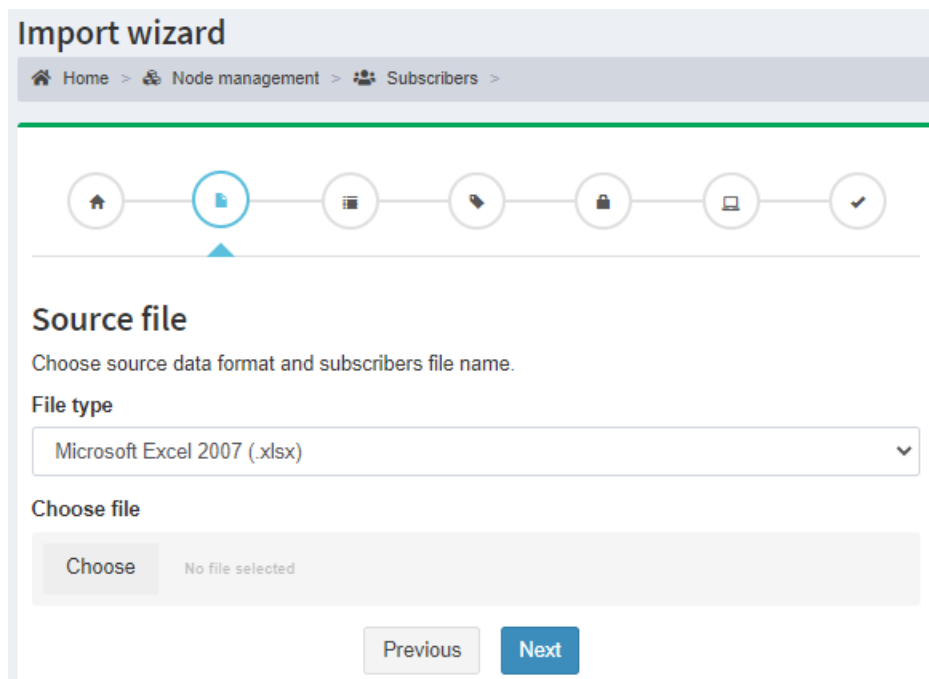 Import wizard
Home > Node management > Subscribers >
Source file
Choose source data format and subscribers file name.
File type
Microsoft Excel 2007 (.xlsx)
Choose file
Choose No file selected
Previous Next